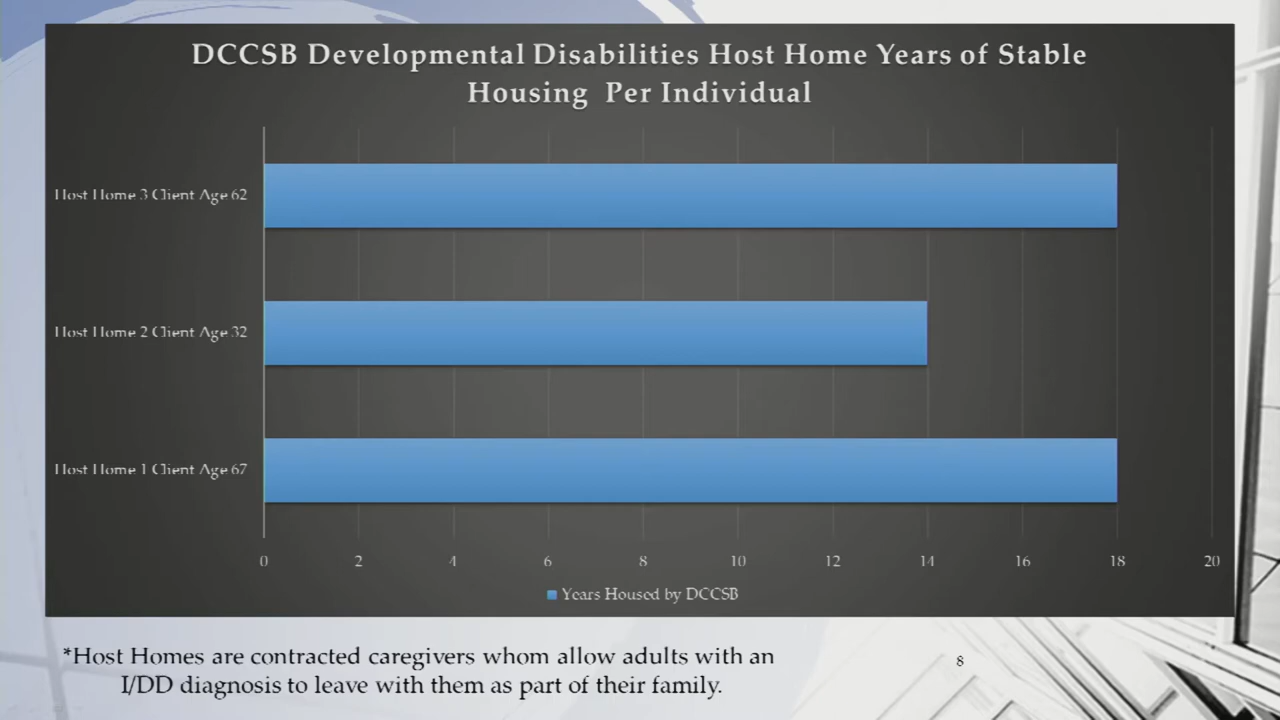 DCCSB Developmental Disabilities Host Home Years of Stable
Housing Per Individual
Host Home 3 Client Age 62
Host Home 2 Client Age 32
Host Home 1 Client Age 67
0 2 4 6 8 10 12 14 16 18 20
Years Housed by DCCSB
*Host Homes are contracted caregivers whom allow adults with an
I/DD diagnosis to leave with them as part of their family.
8